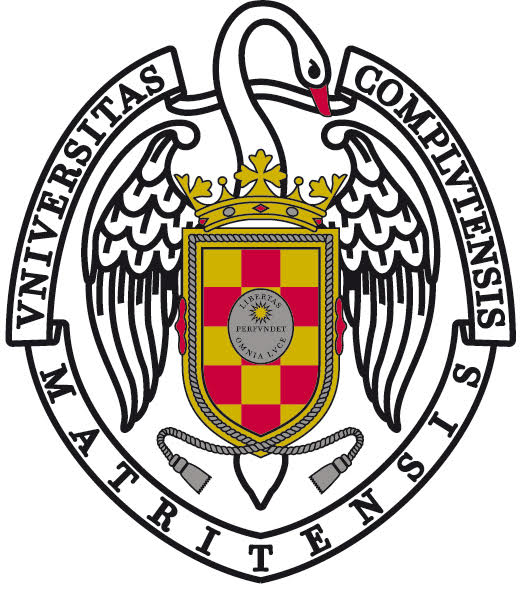 VNIVERSITAS
COMPLVTENSIS
MATRITENSIS
LIBERTAS
PERFVNDET
OMNIA LVCE